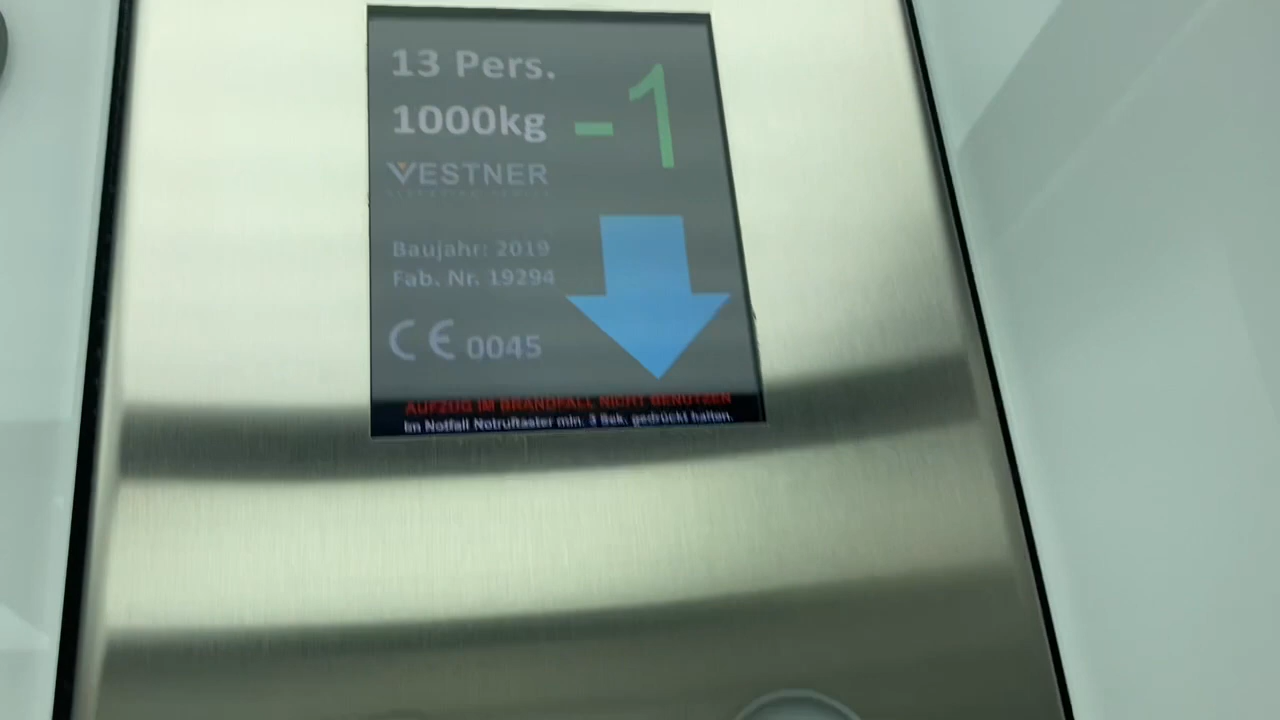 13 Pers.
1000kg
-1
VESTNER
Baujahr: 2019
Fab. Nr. 19294
CE 0045
AUFZUG IM BRANDFALL NICHT BENUTZEN
Im Notfall Notruftaster min. 3 Sek. gedrückt halten.